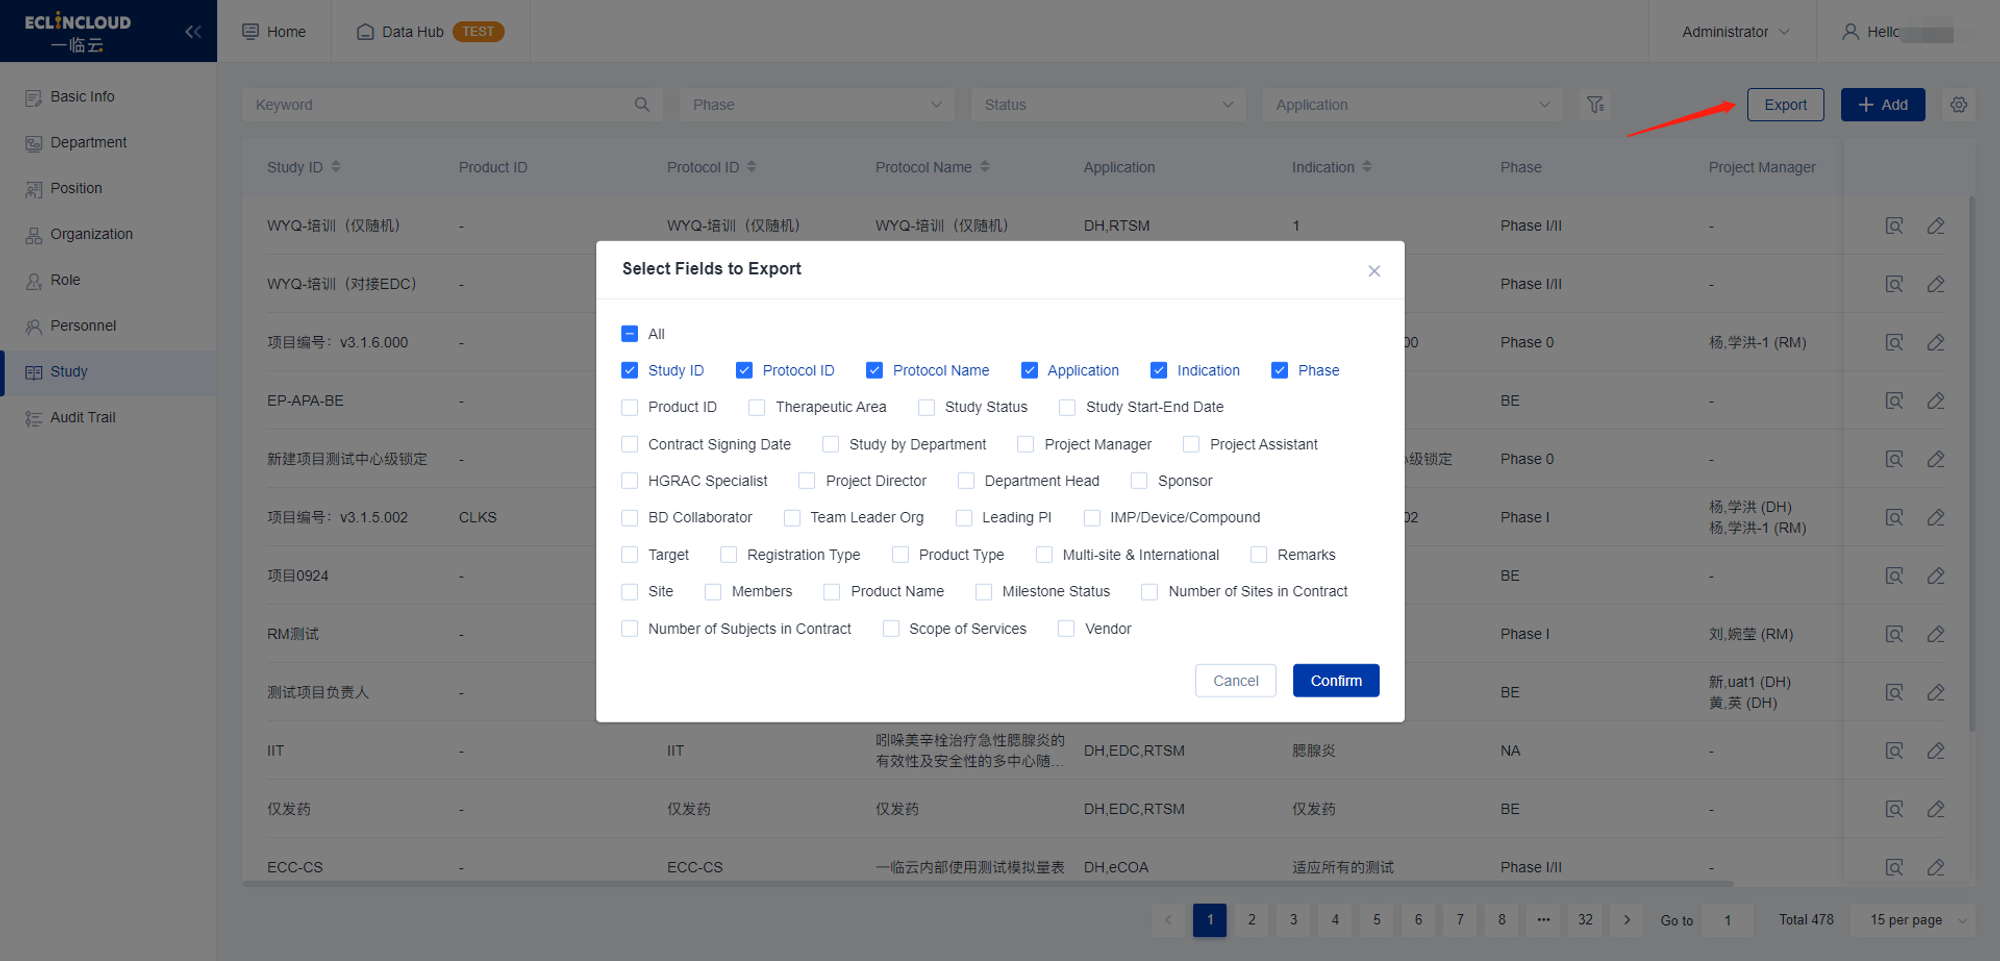 ECLINCLOUD
一临云
Home
Data Hub TEST
Administrator
Hello
Basic Info
Department
Position
Organization
Role
Personnel
Study
Audit Trail
Keyword
Phase
Status
Application
Export
Add
Study ID Product ID Protocol ID Protocol Name Application Indication Phase Project Manager
WYQ-培训（仅随机） - WYQ-培训（仅随机） WYQ-培训（仅随机） DH,RTSM 1 Phase I/II -
WYQ-培训（对接EDC） - Phase I/II -
项目编号：v3.1.6.000 - 00 Phase 0 杨,学洪-1 (RM)
EP-APA-BE - BE -
新建项目测试中心级锁定 - 级锁定 Phase 0 -
项目编号：v3.1.5.002 CLKS 02 Phase I 杨,学洪 (DH)
杨,学洪-1 (RM)
项目0924 - BE -
RM测试 - Phase I 刘,婉莹 (RM)
测试项目负责人 - BE 新,uat1 (DH)
黄,英 (DH)
IIT - IIT 吲哚美辛栓治疗急性腮腺炎的
有效性及安全性的多中心随... DH,EDC,RTSM 腮腺炎 NA -
仅发药 - 仅发药 仅发药 DH,EDC,RTSM 仅发药 BE -
ECC-CS - ECC-CS 一临云内部使用测试模拟量表 DH,eCOA 适应所有的测试 Phase I/II -
Select Fields to Export
All
Study ID Protocol ID Protocol Name Application Indication Phase
Product ID Therapeutic Area Study Status Study Start-End Date
Contract Signing Date Study by Department Project Manager Project Assistant
HGRAC Specialist Project Director Department Head Sponsor
BD Collaborator Team Leader Org Leading PI IMP/Device/Compound
Target Registration Type Product Type Multi-site & International Remarks
Site Members Product Name Milestone Status Number of Sites in Contract
Number of Subjects in Contract Scope of Services Vendor
Cancel Confirm
1 2 3 4 5 6 7 8 ··· 32 Go to 1 Total 478 15 per page